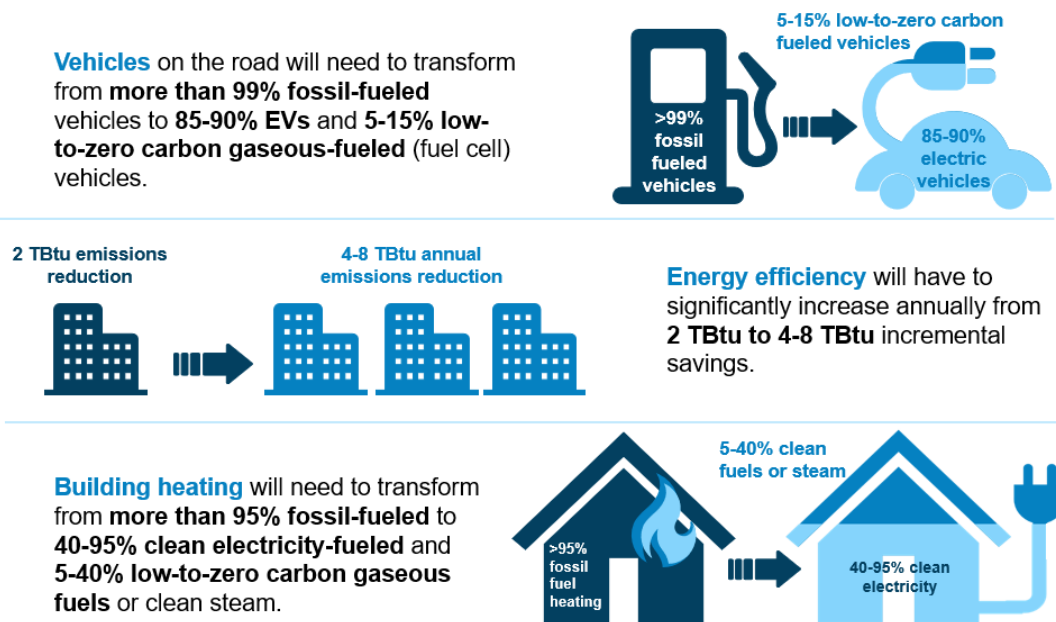 Vehicles on the road will need to transform
from more than 99% fossil-fueled
vehicles to 85-90% EVs and 5-15% low-
to-zero carbon gaseous-fueled (fuel cell)
vehicles.
5-15% low-to-zero carbon
fueled vehicles
>99%
fossil
fueled
vehicles
85-90%
electric
vehicles
2 TBtu emissions
reduction
4-8 TBtu annual
emissions reduction
Energy efficiency will have to
significantly increase annually from
2 TBtu to 4-8 TBtu incremental
savings.
Building heating will need to transform
from more than 95% fossil-fueled to
40-95% clean electricity-fueled and
5-40% low-to-zero carbon gaseous
fuels or clean steam.
>95%
fossil
fuel
heating
5-40% clean
fuels or steam
40-95% clean
electricity